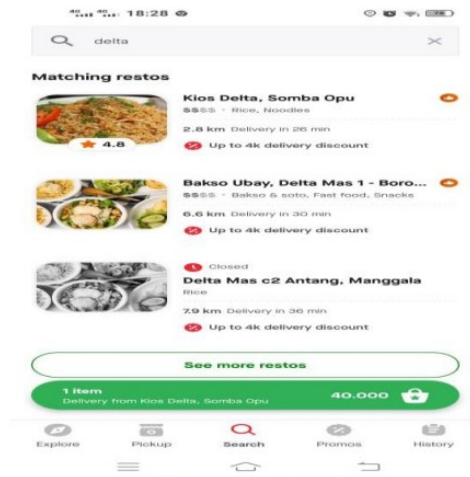 18:28
delta
Matching restos
Kios Delta, Somba Opu
$$$$ · Rice, Noodles
2.8 km Delivery in 26 min
4.8
Up to 4k delivery discount
Bakso Ubay, Delta Mas 1 - Boro...
$$$$ · Bakso & soto, Fast food, Snacks
6.6 km Delivery in 30 min
Up to 4k delivery discount
Closed
Delta Mas c2 Antang, Manggala
Rice
7.9 km Delivery in 36 min
Up to 4k delivery discount
See more restos
1 item
Delivery from Kios Delta, Somba Opu
40.000
Explore Pickup Search Promos History